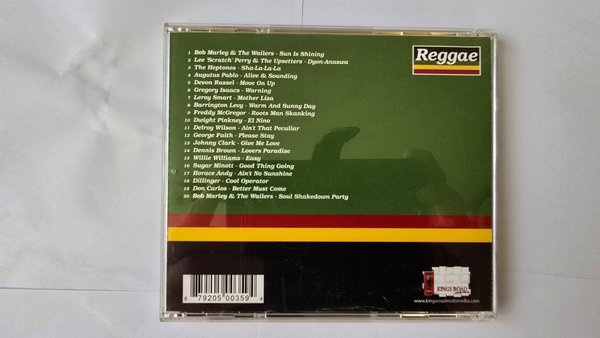 Reggae
1 Bob Marley & The Wailers - Sun Is Shining
2 Lee 'Scratch' Perry & The Upsetters - Dyon-Anaswa
3 The Heptones - Sha-La-La-La
4 Augutus Pablo - Alive & Sounding
5 Devon Russel - Move On Up
6 Gregory Isaacs - Warning
7 Leroy Smart - Mother Liza
8 Barrington Levy - Warm And Sunny Day
9 Freddy McGregor - Roots Man Skanking
10 Dwight Pinkney - El Nino
11 Delroy Wilson - Ain't That Peculiar
12 George Faith - Please Stay
13 Johnny Clark - Give Me Love
14 Dennis Brown - Lovers Paradise
15 Willie Williams - Easy
16 Sugar Minott - Good Thing Going
17 Horace Andy - Ain't No Sunshine
18 Dillinger - Cool Operator
19 Don Carlos - Better Must Come
20 Bob Marley & The Wailers - Soul Shakedown Party
8 79205 00359 4
KINGS ROAD
www.kingsroadmultimedia.com